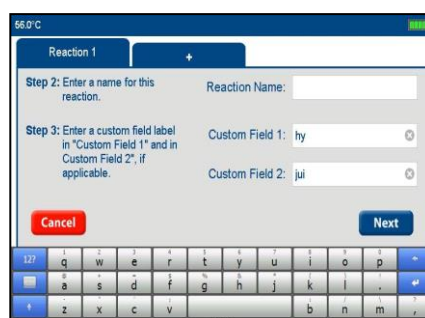 56.0°C
Reaction 1
+
Step 2: Enter a name for this
reaction.
Reaction Name:
Step 3: Enter a custom field label
in "Custom Field 1" and in
Custom Field 2", if
applicable.
Custom Field 1: hy
Custom Field 2: jui
Cancel
Next
12? q w e r t y u i o p
a s d f g h j k l .
z x c v b n m ,